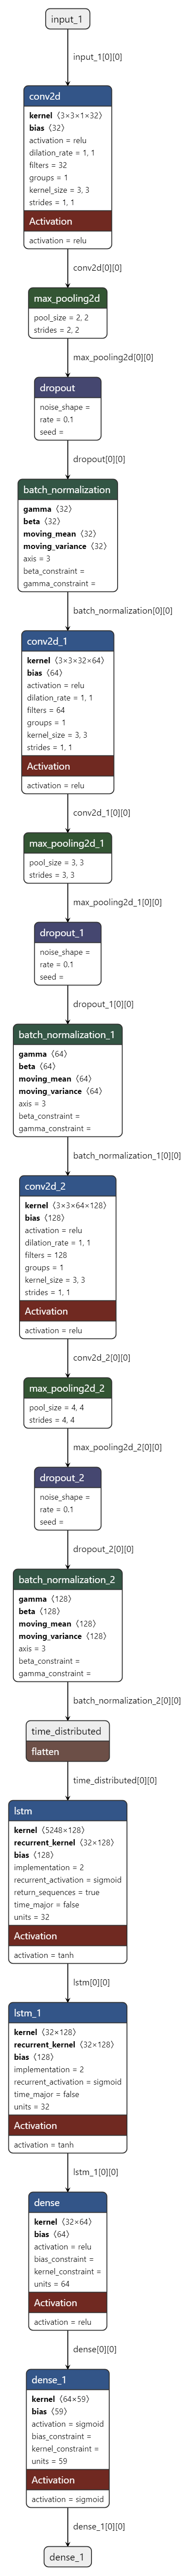 input_1
input_1[0][0]
conv2d
kernel ⟨3×3×1×32⟩
bias ⟨32⟩
activation = relu
dilation_rate = 1, 1
filters = 32
groups = 1
kernel_size = 3, 3
strides = 1, 1
Activation
activation = relu
conv2d[0][0]
max_pooling2d
pool_size = 2, 2
strides = 2, 2
max_pooling2d[0][0]
dropout
noise_shape =
rate = 0.1
seed =
dropout[0][0]
batch_normalization
gamma ⟨32⟩
beta ⟨32⟩
moving_mean ⟨32⟩
moving_variance ⟨32⟩
axis = 3
beta_constraint =
gamma_constraint =
batch_normalization[0][0]
conv2d_1
kernel ⟨3×3×32×64⟩
bias ⟨64⟩
activation = relu
dilation_rate = 1, 1
filters = 64
groups = 1
kernel_size = 3, 3
strides = 1, 1
Activation
activation = relu
conv2d_1[0][0]
max_pooling2d_1
pool_size = 3, 3
strides = 3, 3
max_pooling2d_1[0][0]
dropout_1
noise_shape =
rate = 0.1
seed =
dropout_1[0][0]
batch_normalization_1
gamma ⟨64⟩
beta ⟨64⟩
moving_mean ⟨64⟩
moving_variance ⟨64⟩
axis = 3
beta_constraint =
gamma_constraint =
batch_normalization_1[0][0]
conv2d_2
kernel ⟨3×3×64×128⟩
bias ⟨128⟩
activation = relu
dilation_rate = 1, 1
filters = 128
groups = 1
kernel_size = 3, 3
strides = 1, 1
Activation
activation = relu
conv2d_2[0][0]
max_pooling2d_2
pool_size = 4, 4
strides = 4, 4
max_pooling2d_2[0][0]
dropout_2
noise_shape =
rate = 0.1
seed =
dropout_2[0][0]
batch_normalization_2
gamma ⟨128⟩
beta ⟨128⟩
moving_mean ⟨128⟩
moving_variance ⟨128⟩
axis = 3
beta_constraint =
gamma_constraint =
batch_normalization_2[0][0]
time_distributed
flatten
time_distributed[0][0]
lstm
kernel ⟨5248×128⟩
recurrent_kernel ⟨32×128⟩
bias ⟨128⟩
implementation = 2
recurrent_activation = sigmoid
return_sequences = true
time_major = false
units = 32
Activation
activation = tanh
lstm[0][0]
lstm_1
kernel ⟨32×128⟩
recurrent_kernel ⟨32×128⟩
bias ⟨128⟩
implementation = 2
recurrent_activation = sigmoid
time_major = false
units = 32
Activation
activation = tanh
lstm_1[0][0]
dense
kernel ⟨32×64⟩
bias ⟨64⟩
activation = relu
bias_constraint =
kernel_constraint =
units = 64
Activation
activation = relu
dense[0][0]
dense_1
kernel ⟨64×59⟩
bias ⟨59⟩
activation = sigmoid
bias_constraint =
kernel_constraint =
units = 59
Activation
activation = sigmoid
dense_1[0][0]
dense_1